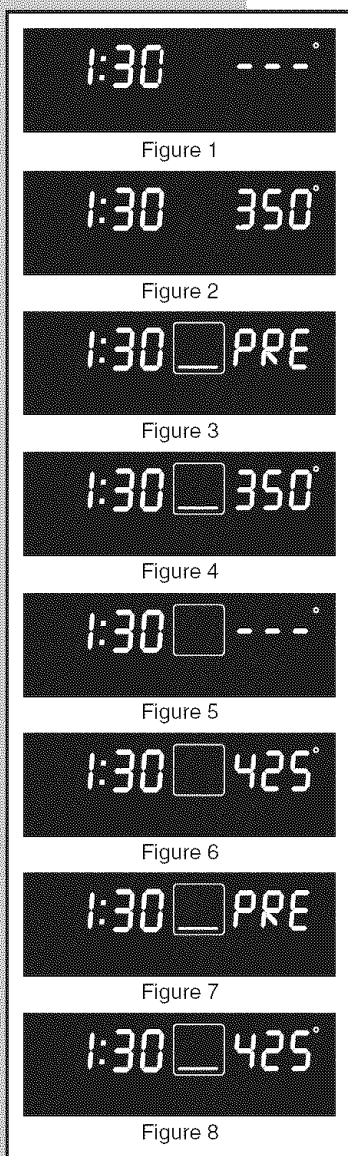 1:30 ---°
Figure 1
1:30 350°
Figure 2
1:30 PRE
Figure 3
1:30 350°
Figure 4
1:30 ---°
Figure 5
1:30 425°
Figure 6
1:30 PRE
Figure 7
1:30 425°
Figure 8